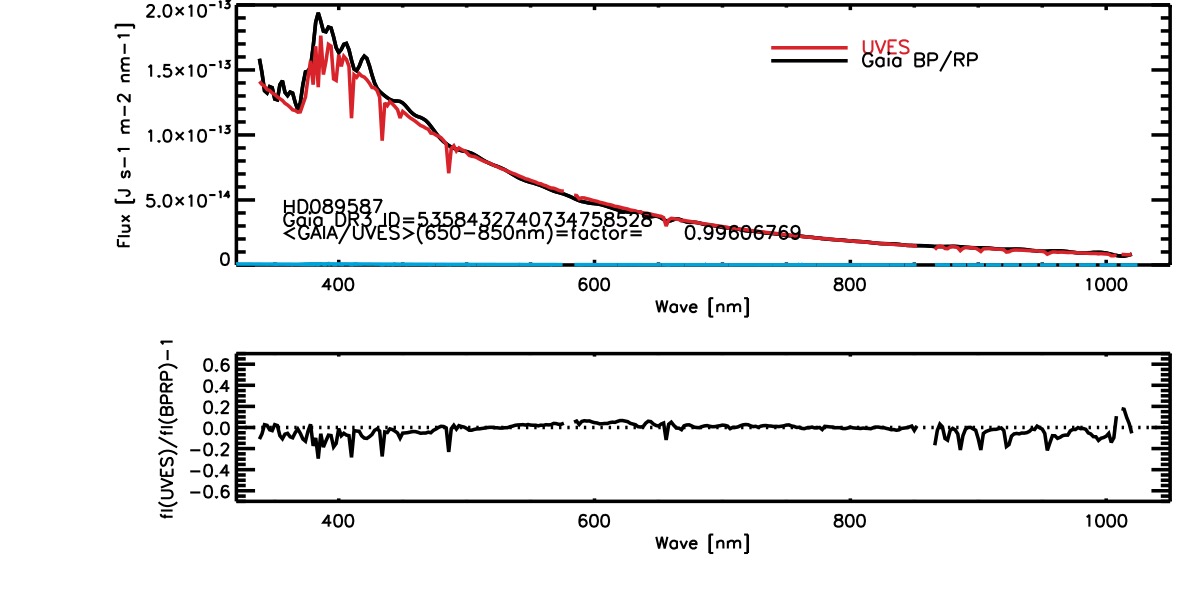 2.0×10−13
1.5×10−13
1.0×10−13
5.0×10−14
0
Flux [J s−1 m−2 nm−1]
UVES
Gaia BP/RP
HD089587
Gaia DR3 ID=5358432740734758528
<GAIA/UVES>(650−850nm)=factor= 0.99606769
400 600 800 1000
Wave [nm]
0.6
0.4
0.2
0.0
−0.2
−0.4
−0.6
fl(UVES)/fl(BPRP)−1
400 600 800 1000
Wave [nm]